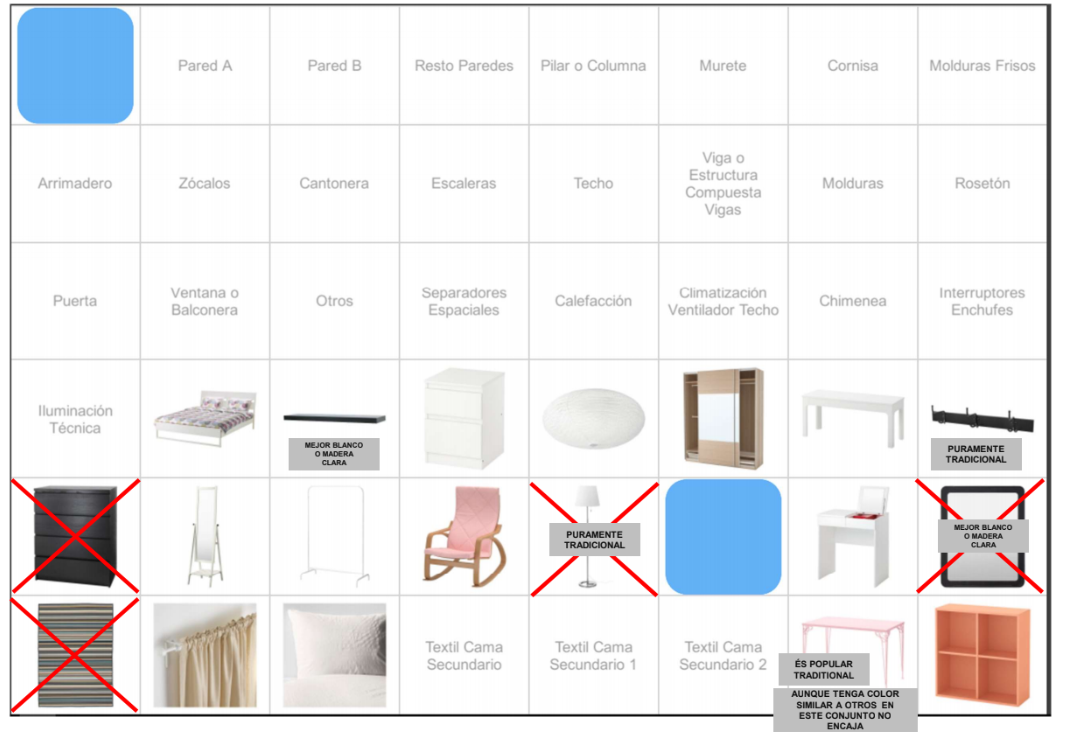 Pared A
Pared B
Resto Paredes
Pilar o Columna
Murete
Cornisa
Molduras Frisos
Arrimadero
Zócalos
Cantonera
Escaleras
Techo
Viga o
Estructura
Compuesta
Vigas
Molduras
Rosetón
Puerta
Ventana o
Balconera
Otros
Separadores
Espaciales
Calefacción
Climatización
Ventilador Techo
Chimenea
Interruptores
Enchufes
Iluminación
Técnica
MEJOR BLANCO
O MADERA
CLARA
PURAMENTE
TRADICIONAL
PURAMENTE
TRADICIONAL
MEJOR BLANCO
O MADERA
CLARA
Textil Cama
Secundario
Textil Cama
Secundario 1
Textil Cama
Secundario 2
ÉS POPULAR
TRADITIONAL
AUNQUE TENGA COLOR
SIMILAR A OTROS EN
ESTE CONJUNTO NO
ENCAJA